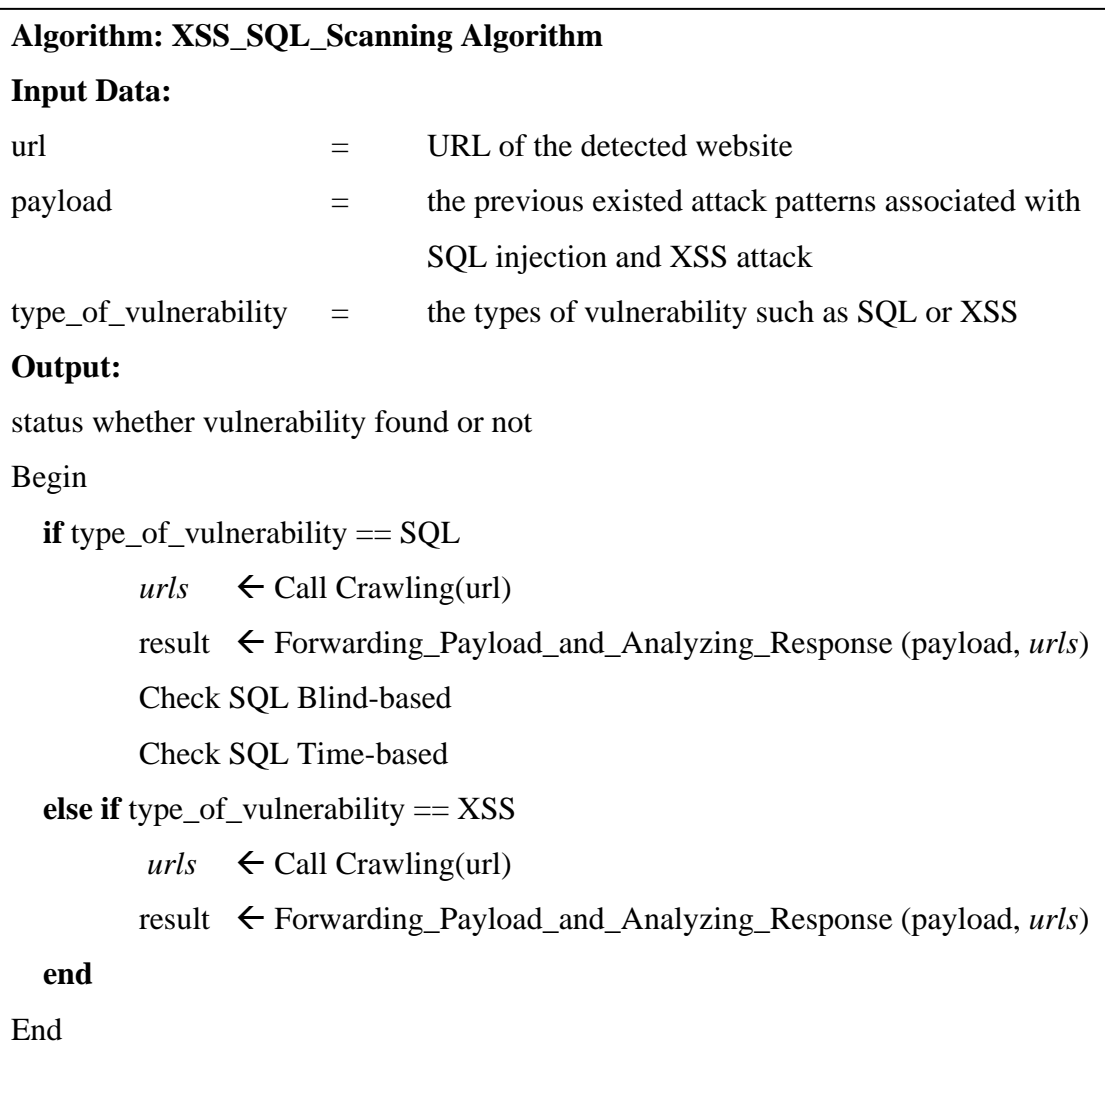 Algorithm: XSS_SQL_Scanning Algorithm
Input Data:
url = URL of the detected website
payload = the previous existed attack patterns associated with
SQL injection and XSS attack
type_of_vulnerability = the types of vulnerability such as SQL or XSS
Output:
status whether vulnerability found or not
Begin
if type_of_vulnerability == SQL
urls ← Call Crawling(url)
result ← Forwarding_Payload_and_Analyzing_Response (payload, urls)
Check SQL Blind-based
Check SQL Time-based
else if type_of_vulnerability == XSS
urls ← Call Crawling(url)
result ← Forwarding_Payload_and_Analyzing_Response (payload, urls)
end
End